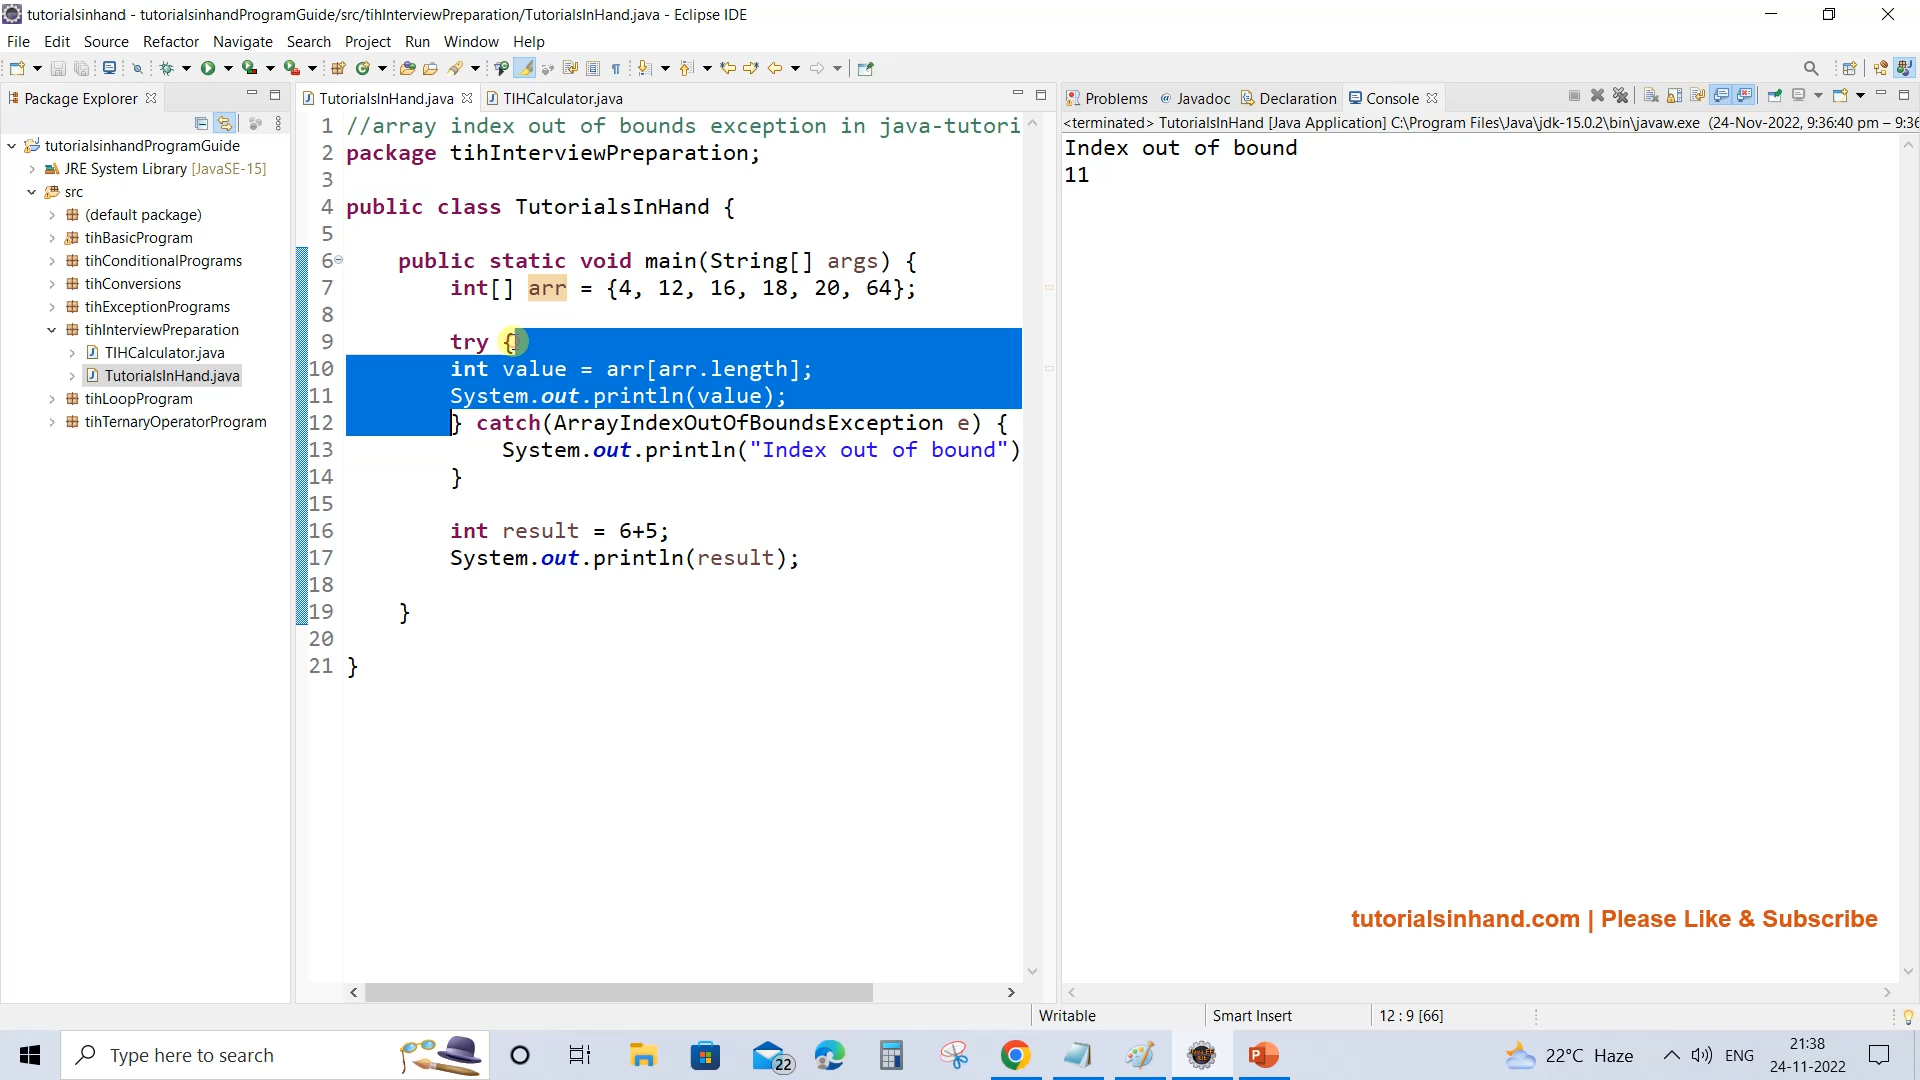 tutorialsinhand - tutorialsinhandProgramGuide/src/tihInterviewPreparation/TutorialsInHand.java - Eclipse IDE
File Edit Source Refactor Navigate Search Project Run Window Help
Package Explorer
tutorialsinhandProgramGuide
JRE System Library [JavaSE-15]
src
(default package)
tihBasicProgram
tihConditionalPrograms
tihConversions
tihExceptionPrograms
tihInterviewPreparation
TIHCalculator.java
TutorialsInHand.java
tihLoopProgram
tihTernaryOperatorProgram
TutorialsInHand.java TIHCalculator.java
1 //array index out of bounds exception in java-tutori
2 package tihInterviewPreparation;
3
4 public class TutorialsInHand {
5
6 public static void main(String[] args) {
7 int[] arr = {4, 12, 16, 18, 20, 64};
8
9 try {
10 int value = arr[arr.length];
11 System.out.println(value);
12 } catch(ArrayIndexOutOfBoundsException e) {
13 System.out.println("Index out of bound")
14 }
15
16 int result = 6+5;
17 System.out.println(result);
18
19 }
20
21 }
Problems @ Javadoc Declaration Console
<terminated> TutorialsInHand [Java Application] C:\Program Files\Java\jdk-15.0.2\bin\javaw.exe (24-Nov-2022, 9:36:40 pm – 9:36
Index out of bound
11
tutorialsinhand.com | Please Like & Subscribe
Writable Smart Insert 12 : 9 [66]
Type here to search
22
22°C Haze
ENG
21:38
24-11-2022